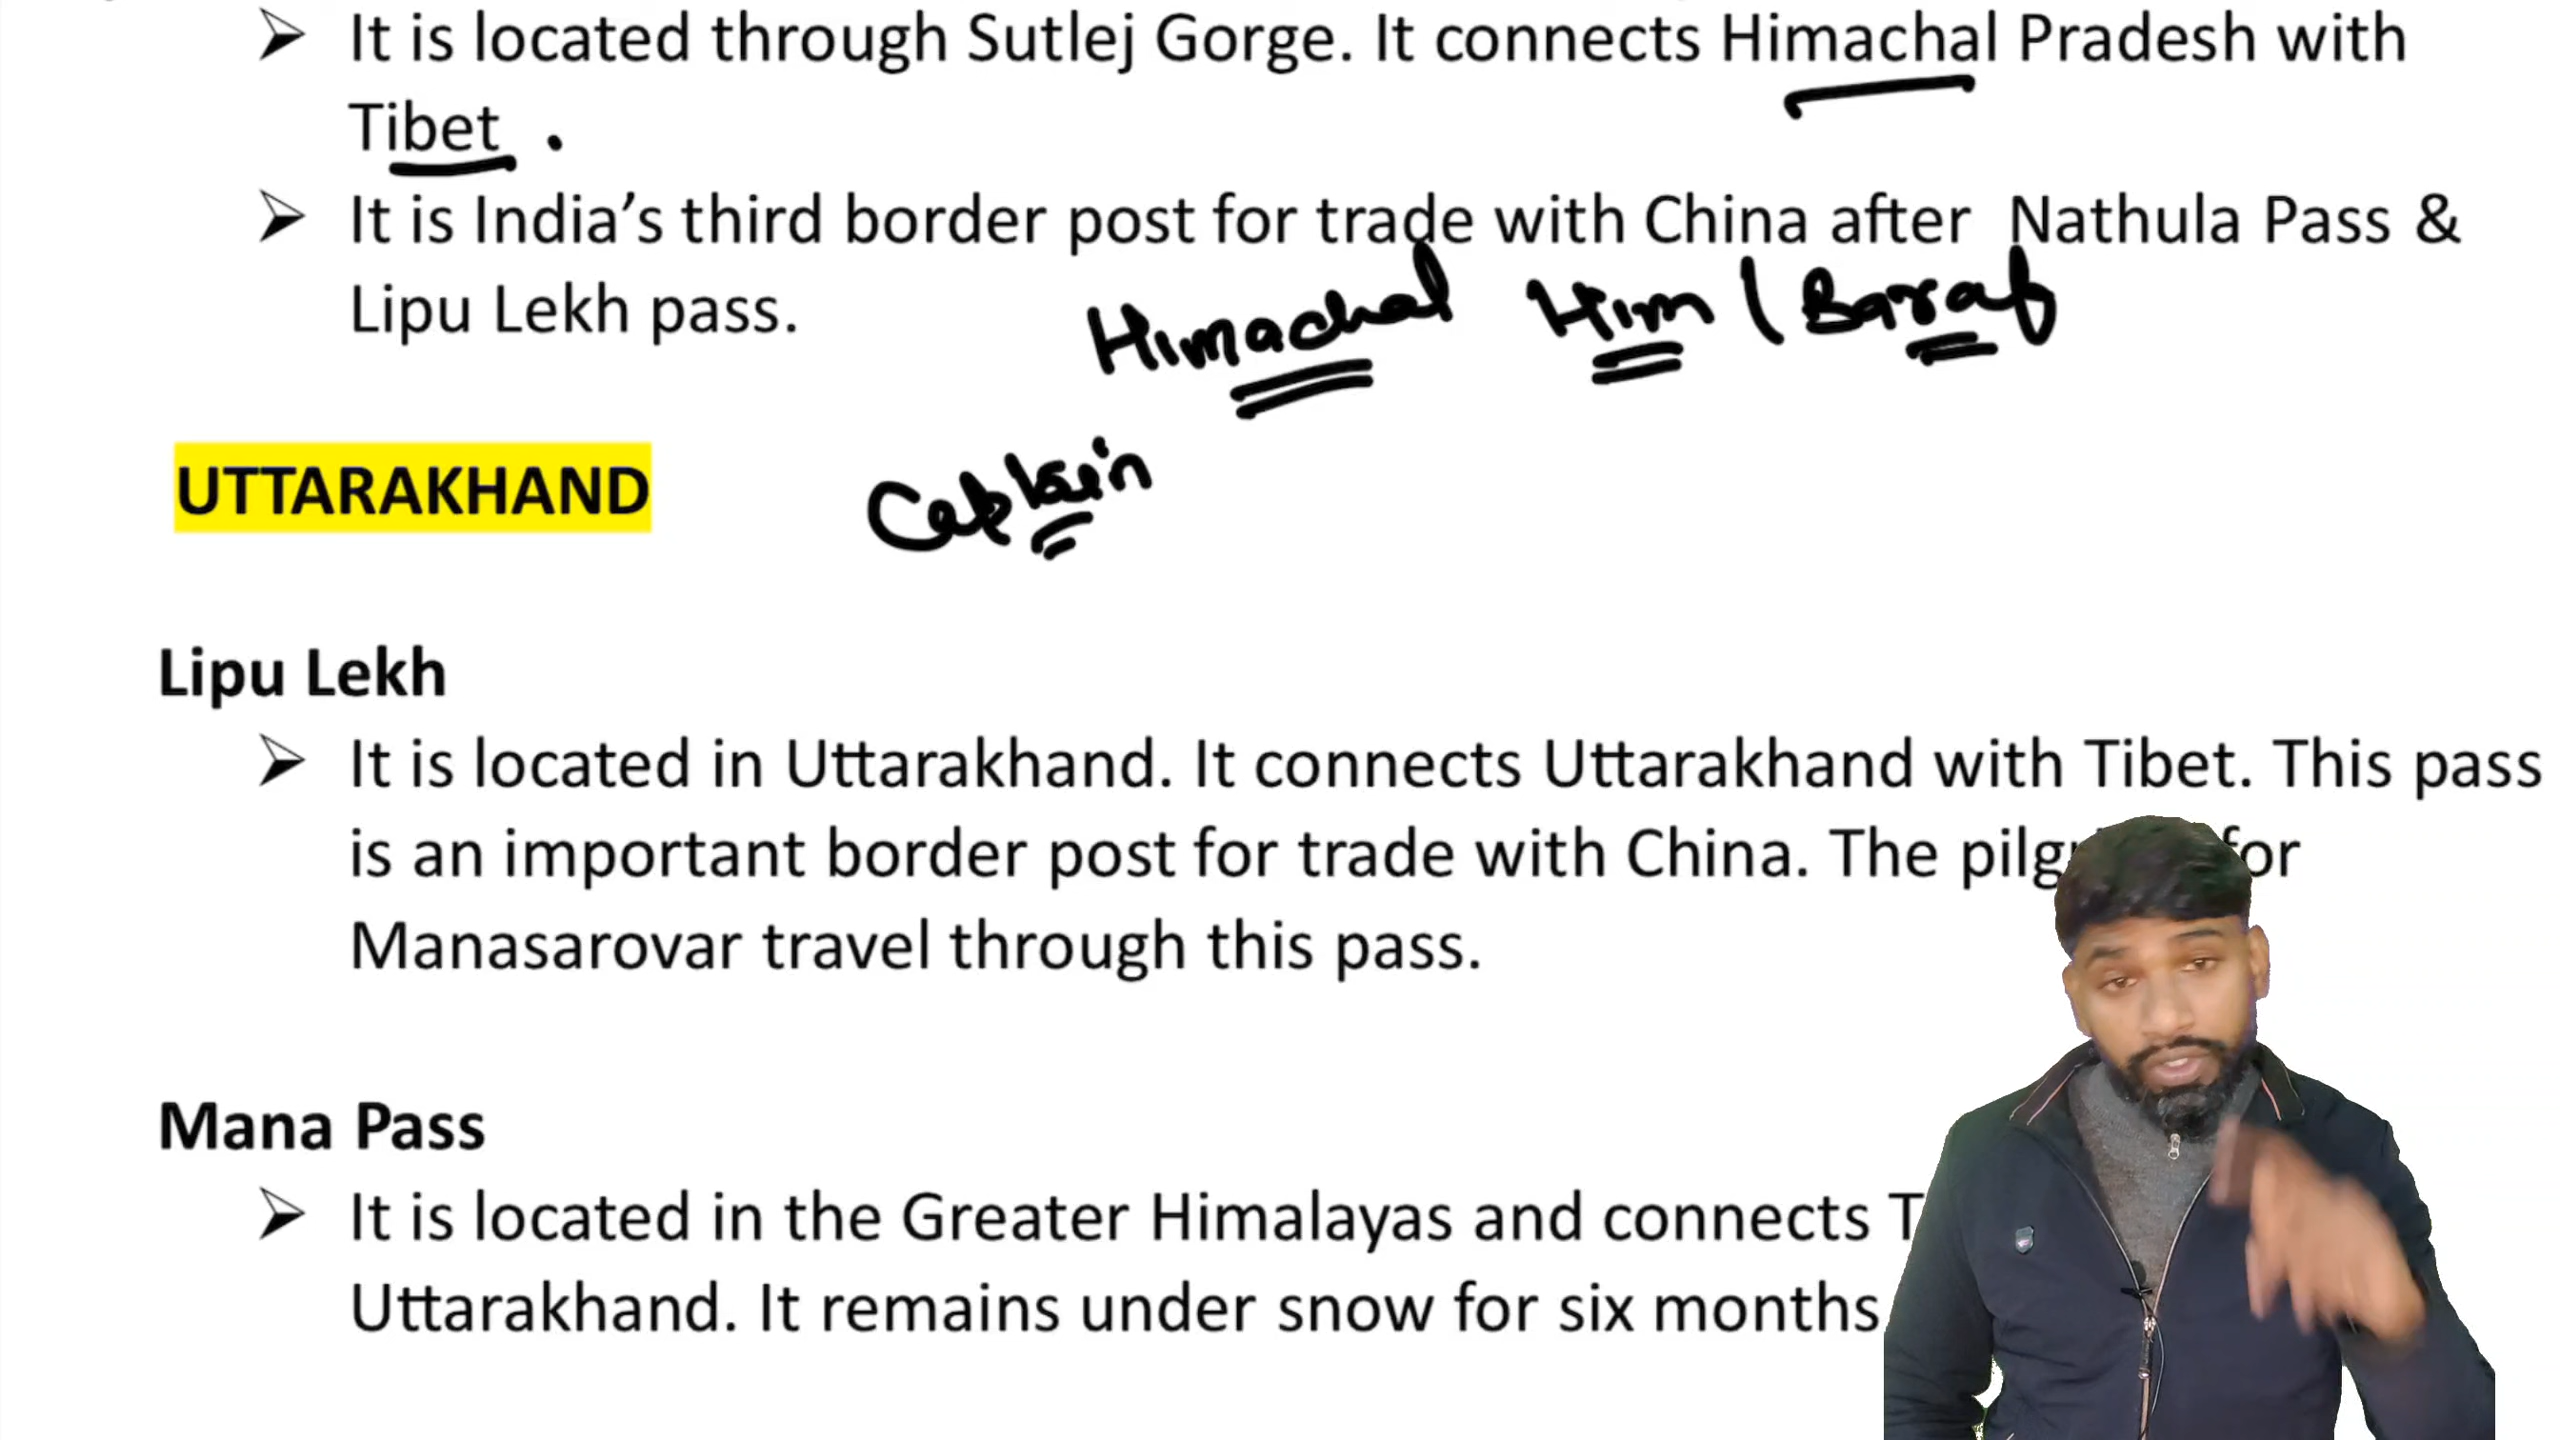 ➤ It is located through Sutlej Gorge. It connects Himachal Pradesh with
Tibet .
➤ It is India’s third border post for trade with China after Nathula Pass &
Lipu Lekh pass.
Himachal Him / Baraf
UTTARAKHAND
Captain
Lipu Lekh
➤ It is located in Uttarakhand. It connects Uttarakhand with Tibet. This pass
is an important border post for trade with China. The for
Manasarovar travel through this pass.
Mana Pass
➤ It is located in the Greater Himalayas and connects
Uttarakhand. It remains under snow for six months